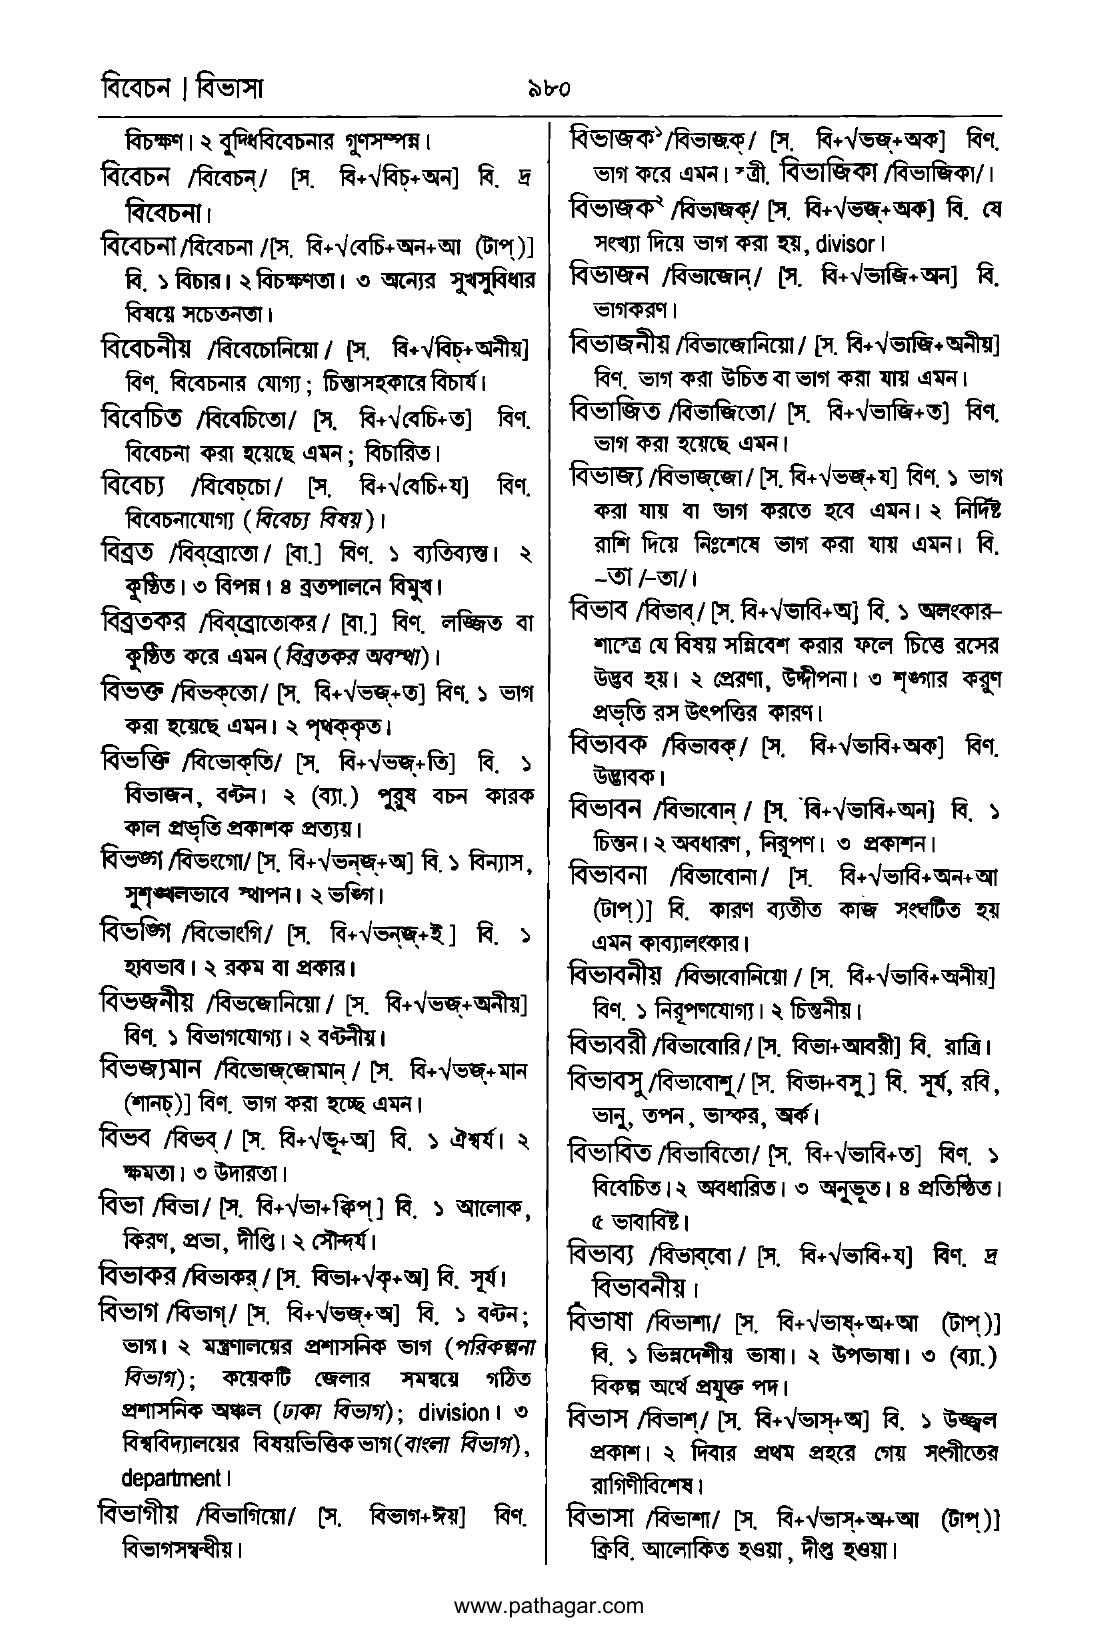 বিবেচন | বিভাসা
৯৮০
বিচক্ষণ। ২ বুদ্ধিবিবেচনার গুণসম্পন্ন।
বিবেচন /বিবেচন্/ [স. বি+√বিচ্+অন] বি. দ্র
বিবেচনা।
বিবেচনা /বিবেচনা /[স. বি+√বেচি+অন+আ (টাপ্)]
বি. ১ বিচার। ২ বিচক্ষণতা। ৩ অন্যের সুখসুবিধার
বিষয়ে সচেতনতা।
বিবেচনীয় /বিবেচোনিয়ো/ [স. বি+√বিচ্+অনীয়]
বিণ. বিবেচনার যোগ্য; চিন্তাসহকারে বিচার্য।
বিবেচিত /বিবেচিতো/ [স. বি+√বেচি+ত] বিণ.
বিবেচনা করা হয়েছে এমন; বিচারিত।
বিবেচ্য /বিবেচ্‌চো/ [স. বি+√বেচি+য] বিণ.
বিবেচনাযোগ্য (বিবেচ্য বিষয়)।
বিব্রত /বিব্‌ব্রোতো/ [বা.] বিণ. ১ ব্যতিব্যস্ত। ২
কুণ্ঠিত। ৩ বিপন্ন। ৪ ব্রতপালনে বিমুখ।
বিব্রতকর /বিব্‌ব্রোতোকর/ [বা.] বিণ. লজ্জিত বা
কুণ্ঠিত করে এমন (বিব্রতকর অবস্থা)।
বিভক্ত /বিভক্‌তো/ [স. বি+√ভজ্+ত] বিণ. ১ ভাগ
করা হয়েছে এমন। ২ পৃথক্‌কৃত।
বিভক্তি /বিভোক্‌তি/ [স. বি+√ভজ্+তি] বি. ১
বিভাজন, বণ্টন। ২ (ব্যা.) পুরুষ বচন কারক
কাল প্রভৃতি প্রকাশক প্রত্যয়।
বিভঙ্গ /বিভংগো/ [স. বি+√ভন্‌জ্+অ] বি. ১ বিন্যাস,
সুশৃঙ্খলভাবে স্থাপন। ২ ভঙ্গি।
বিভঙ্গি /বিভোংগি/ [স. বি+√ভন্‌জ্+ই] বি. ১
হাবভাব। ২ রকম বা প্রকার।
বিভজনীয় /বিভজোনিয়ো/ [স. বি+√ভজ্+অনীয়]
বিণ. ১ বিভাগযোগ্য। ২ বণ্টনীয়।
বিভজ্যমান /বিভোজ্‌জোমান্/ [স. বি+√ভজ্+মান
(শানচ্)] বিণ. ভাগ করা হচ্ছে এমন।
বিভব /বিভব্/ [স. বি+√ভূ+অ] বি. ১ ঐশ্বর্য। ২
ক্ষমতা। ৩ উদারতা।
বিভা /বিভা/ [স. বি+√ভা+ক্বিপ্] বি. ১ আলোক,
কিরণ, প্রভা, দীপ্তি। ২ সৌন্দর্য।
বিভাকর /বিভাকর্/ [স. বিভা+√কৃ+অ] বি. সূর্য।
বিভাগ /বিভাগ্/ [স. বি+√ভজ্+অ] বি. ১ বণ্টন;
ভাগ। ২ মন্ত্রণালয়ের প্রশাসনিক ভাগ (পরিকল্পনা
বিভাগ); কয়েকটি জেলার সমন্বয়ে গঠিত
প্রশাসনিক অঞ্চল (ঢাকা বিভাগ); division। ৩
বিশ্ববিদ্যালয়ের বিষয়ভিত্তিক ভাগ (বাংলা বিভাগ),
department।
বিভাগীয় /বিভাগিয়ো/ [স. বিভাগ+ঈয়] বিণ.
বিভাগসম্বন্ধীয়।
বিভাজক¹ /বিভাজক্/ [স. বি+√ভজ্+অক] বিণ.
ভাগ করে এমন। স্ত্রী. বিভাজিকা /বিভাজিকা/।
বিভাজক² /বিভাজক্/ [স. বি+√ভজ্+অক] বি. যে
সংখ্যা দিয়ে ভাগ করা হয়, divisor।
বিভাজন /বিভাজোন্/ [স. বি+√ভাজি+অন] বি.
ভাগকরণ।
বিভাজনীয় /বিভাজোনিয়ো/ [স. বি+√ভাজি+অনীয়]
বিণ. ভাগ করা উচিত বা ভাগ করা যায় এমন।
বিভাজিত /বিভাজিতো/ [স. বি+√ভাজি+ত] বিণ.
ভাগ করা হয়েছে এমন।
বিভাজ্য /বিভাজ্‌জো/ [স. বি+√ভজ্+য] বিণ. ১ ভাগ
করা যায় বা ভাগ করতে হবে এমন। ২ নির্দিষ্ট
রাশি দিয়ে নিঃশেষে ভাগ করা যায় এমন। বি.
–তা /–তা/।
বিভাব /বিভাব্/ [স. বি+√ভাবি+অ] বি. ১ অলংকার–
শাস্ত্রে যে বিষয় সন্নিবেশ করার ফলে চিত্তে রসের
উদ্ভব হয়। ২ প্রেরণা, উদ্দীপনা। ৩ শৃঙ্গার করুণ
প্রভৃতি রস উৎপত্তির কারণ।
বিভাবক /বিভাবক্/ [স. বি+√ভাবি+অক] বিণ.
উদ্ভাবক।
বিভাবন /বিভাবোন্/ [স. বি+√ভাবি+অন] বি. ১
চিন্তন। ২ অবধারণ, নিরূপণ। ৩ প্রকাশন।
বিভাবনা /বিভাবোনা/ [স. বি+√ভাবি+অন+আ
(টাপ্)] বি. কারণ ব্যতীত কাজ সংঘটিত হয়
এমন কাব্যালংকার।
বিভাবনীয় /বিভাবোনিয়ো/ [স. বি+√ভাবি+অনীয়]
বিণ. ১ নিরূপণযোগ্য। ২ চিন্তনীয়।
বিভাবরী /বিভাবোরি/ [স. বিভা+আবরী] বি. রাত্রি।
বিভাবসু /বিভাবোশু/ [স. বিভা+বসু] বি. সূর্য, রবি,
ভানু, তপন, ভাস্কর, অর্ক।
বিভাবিত /বিভাবিতো/ [স. বি+√ভাবি+ত] বিণ. ১
বিবেচিত। ২ অবধারিত। ৩ অনুভূত। ৪ প্রতিষ্ঠিত।
৫ ভাবাবিষ্ট।
বিভাব্য /বিভাব্‌বো/ [স. বি+√ভাবি+য] বিণ. দ্র
বিভাবনীয়।
বিভাষা /বিভাশা/ [স. বি+√ভাষ্+অ+আ (টাপ্)]
বি. ১ ভিন্নদেশীয় ভাষা। ২ উপভাষা। ৩ (ব্যা.)
বিকল্প অর্থে প্রযুক্ত পদ।
বিভাস /বিভাশ্/ [স. বি+√ভাস্+অ] বি. ১ উজ্জ্বল
প্রকাশ। ২ দিবার প্রথম প্রহরে গেয় সংগীতের
রাগিণীবিশেষ।
বিভাসা /বিভাশা/ [স. বি+√ভাস্+অ+আ (টাপ্)]
ক্রিবি. আলোকিত হওয়া, দীপ্ত হওয়া।
www.pathagar.com